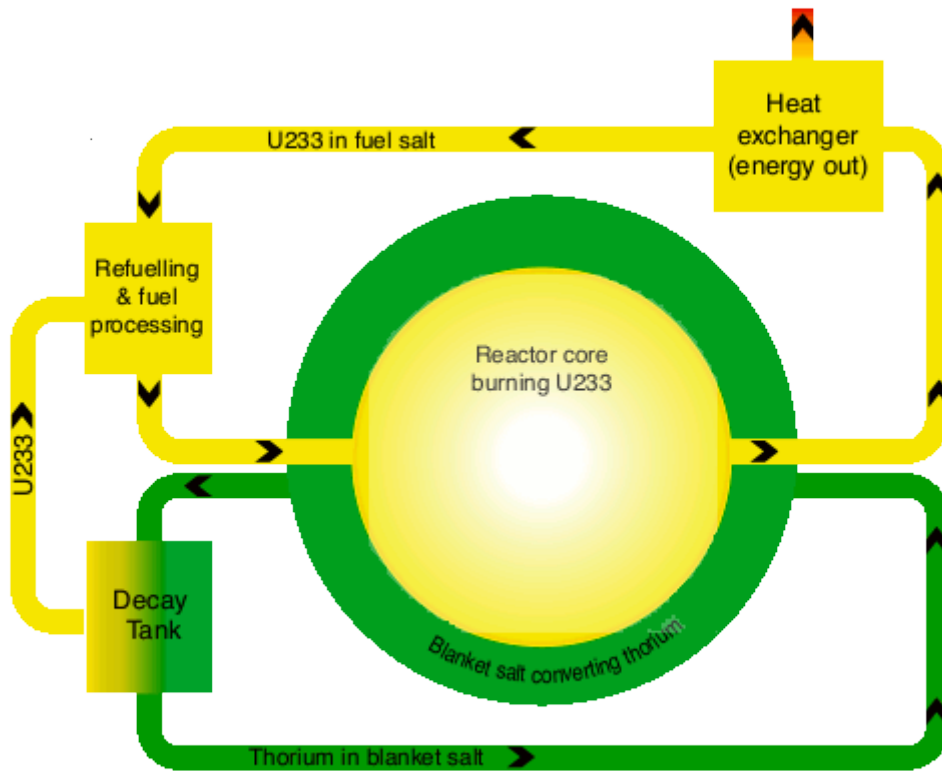 Heat
exchanger
(energy out)
U233 in fuel salt
Refuelling
& fuel
processing
Reactor core
burning U233
U233
Decay
Tank
Blanket salt converting thorium
Thorium in blanket salt